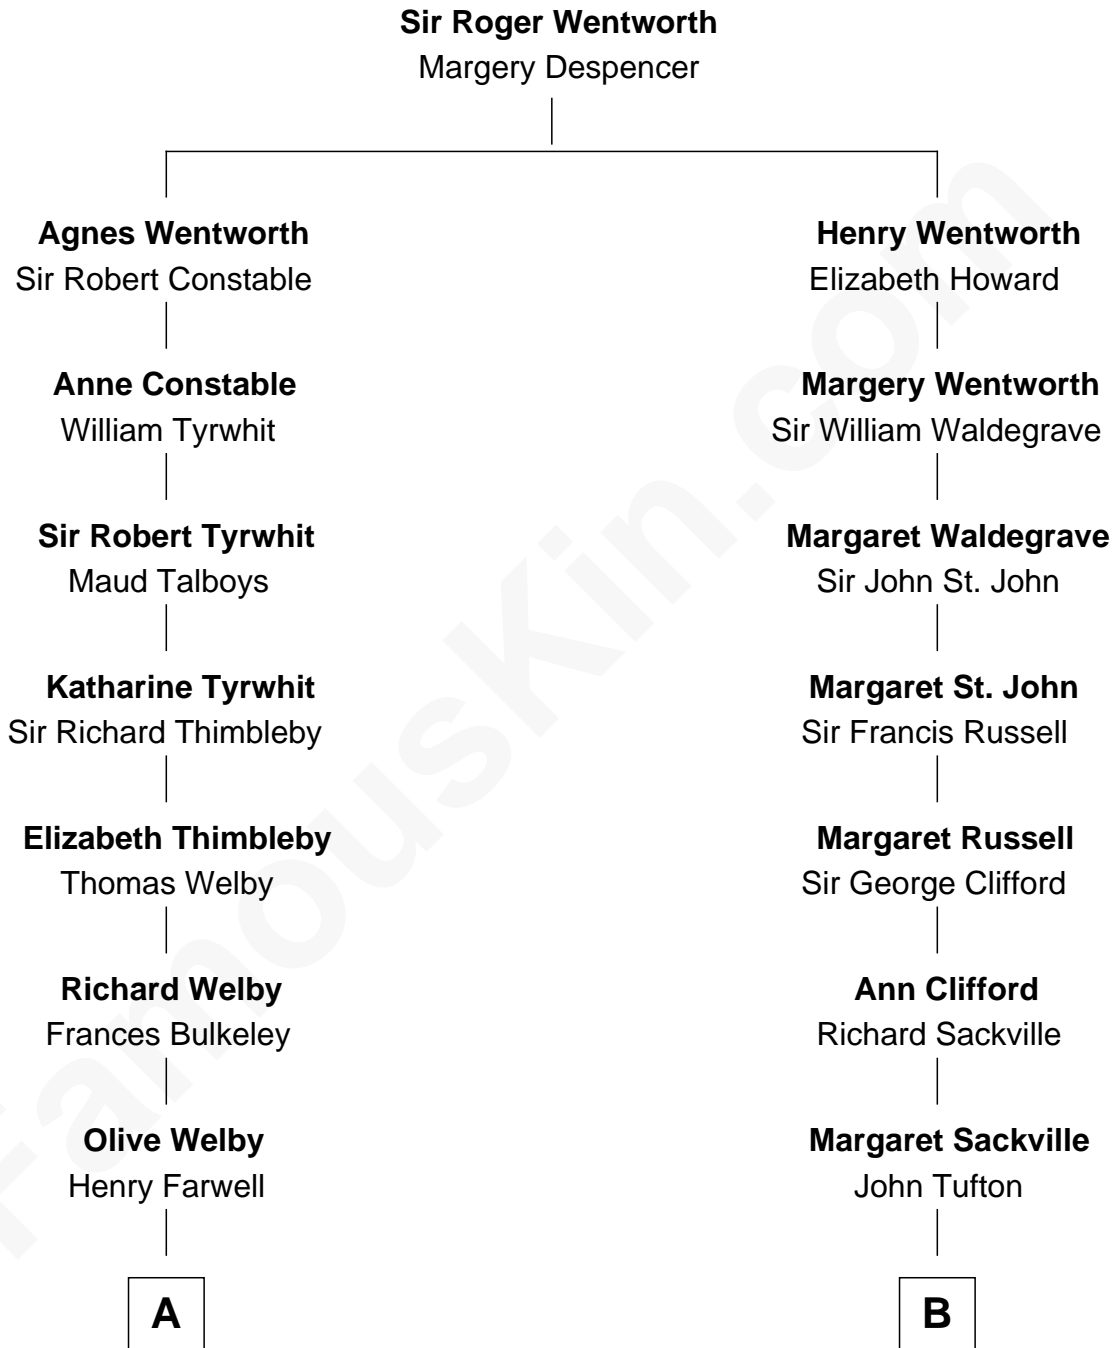 Sir Roger Wentworth
Margery Despencer
Agnes Wentworth
Sir Robert Constable
Henry Wentworth
Elizabeth Howard
Anne Constable
William Tyrwhit
Margery Wentworth
Sir William Waldegrave
Sir Robert Tyrwhit
Maud Talboys
Margaret Waldegrave
Sir John St. John
Katharine Tyrwhit
Sir Richard Thimbleby
Margaret St. John
Sir Francis Russell
Elizabeth Thimbleby
Thomas Welby
Margaret Russell
Sir George Clifford
Richard Welby
Frances Bulkeley
Ann Clifford
Richard Sackville
Olive Welby
Henry Farwell
Margaret Sackville
John Tufton
A
B
FamousKin.com